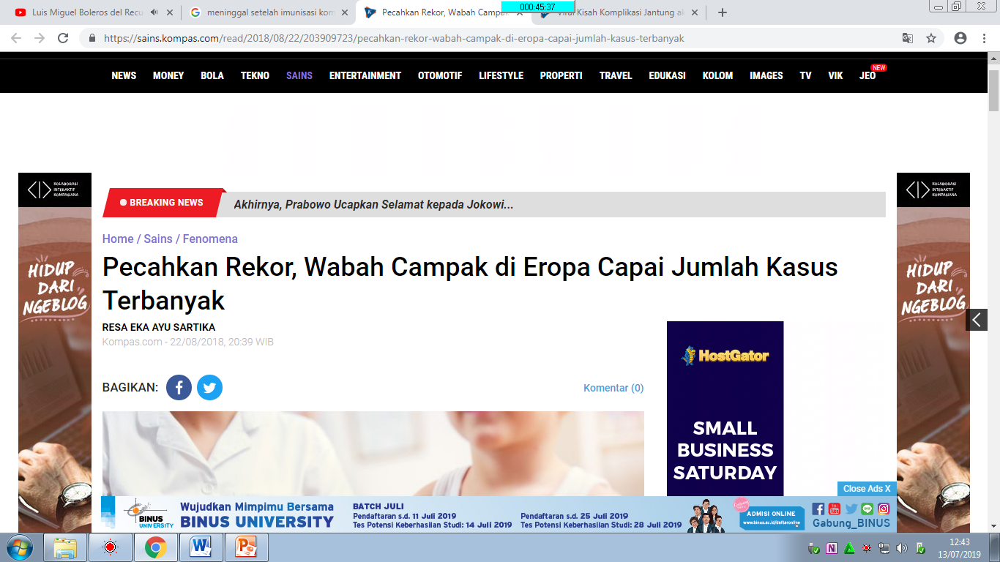 000:45:37
Luis Miguel Boleros del Recu
meninggal setelah imunisasi kom
Pecahkan Rekor, Wabah Campa
Viral Kisah Komplikasi Jantung ak
https://sains.kompas.com/read/2018/08/22/203909723/pecahkan-rekor-wabah-campak-di-eropa-capai-jumlah-kasus-terbanyak
NEWS MONEY BOLA TEKNO SAINS ENTERTAINMENT OTOMOTIF LIFESTYLE PROPERTI TRAVEL EDUKASI KOLOM IMAGES TV VIK JEO NEW
KOLABORASI
INTERAKTIF
KOMPASIANA
HIDUP
DARI
NGEBLOG
BREAKING NEWS
Akhirnya, Prabowo Ucapkan Selamat kepada Jokowi...
Home / Sains / Fenomena
Pecahkan Rekor, Wabah Campak di Eropa Capai Jumlah Kasus
Terbanyak
RESA EKA AYU SARTIKA
Kompas.com - 22/08/2018, 20:39 WIB
BAGIKAN:
Komentar (0)
HostGator
SMALL
BUSINESS
SATURDAY
KOLABORASI
INTERAKTIF
KOMPASIANA
HIDUP
DARI
NGEBLOG
Close Ads X
BINUS
UNIVERSITY
Wujudkan Mimpimu Bersama
BINUS UNIVERSITY
BATCH JULI
Pendaftaran s.d. 11 Juli 2019
Tes Potensi Keberhasilan Studi: 14 Juli 2019
Pendaftaran s.d. 25 Juli 2019
Tes Potensi Keberhasilan Studi: 28 Juli 2019
ADMISI ONLINE
www.binus.ac.id/daftaronline
Gabung_BINUS
12:43
13/07/2019